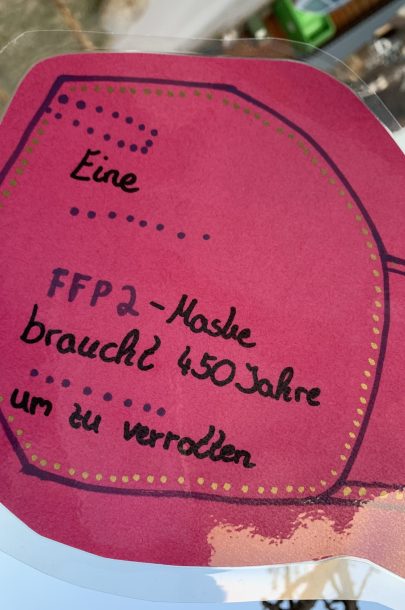 Eine
FFP2-Maske
braucht 450 Jahre
um zu verrotten